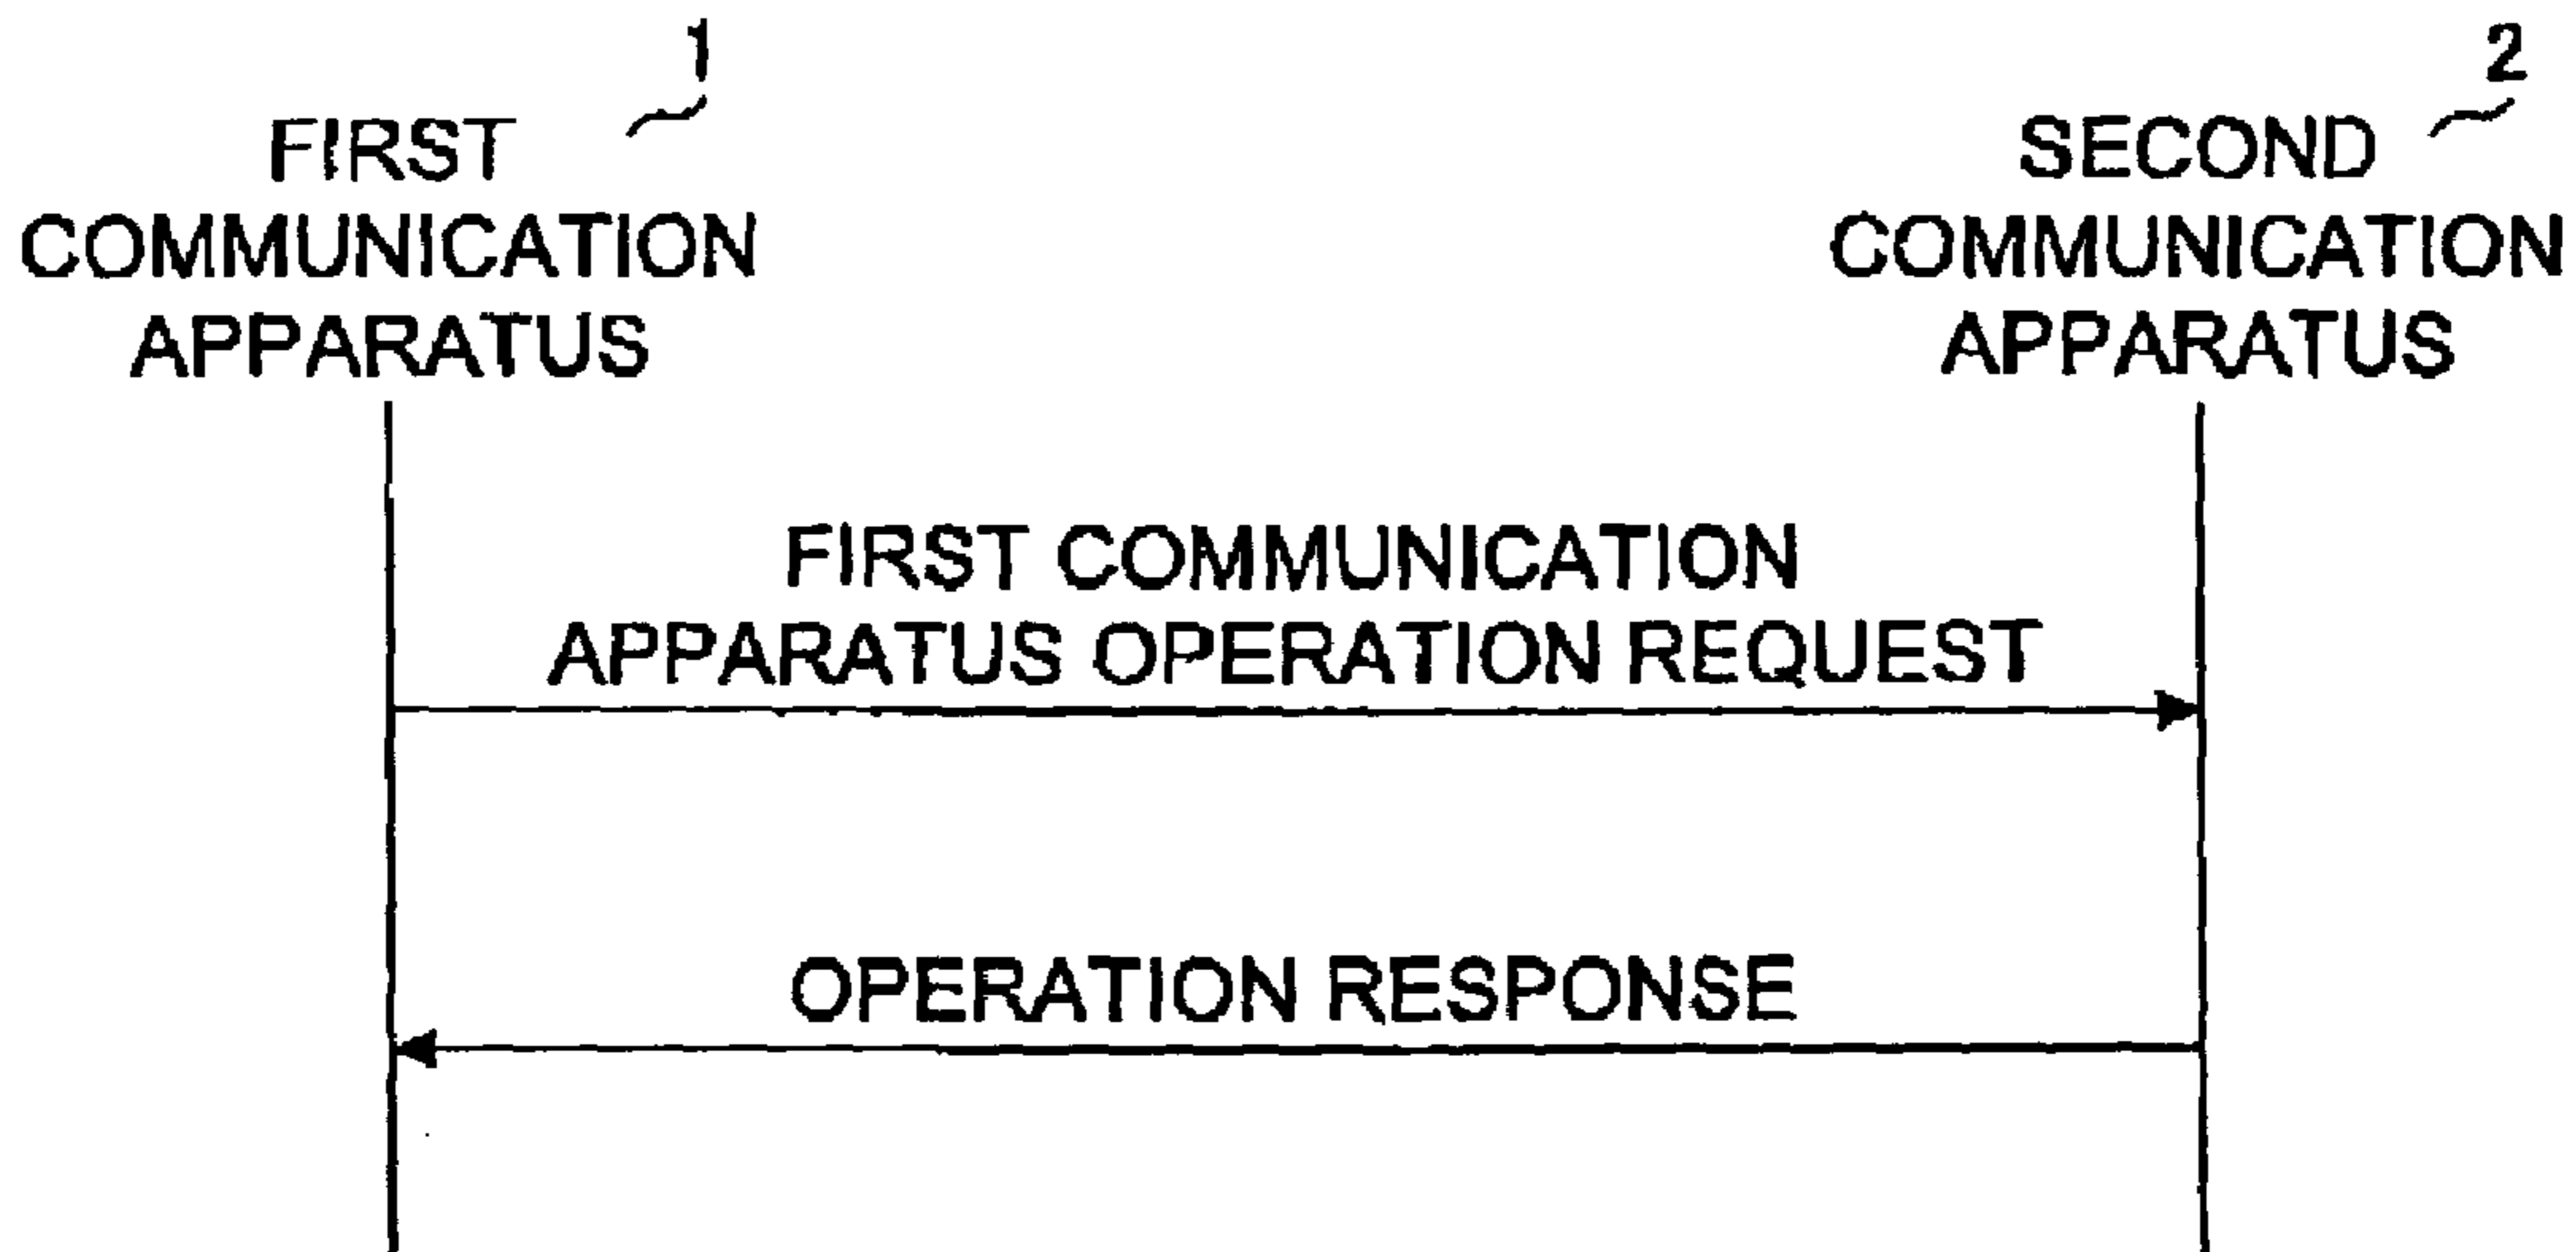 1
FIRST
COMMUNICATION
APPARATUS
2
SECOND
COMMUNICATION
APPARATUS
FIRST COMMUNICATION
APPARATUS OPERATION REQUEST
OPERATION RESPONSE